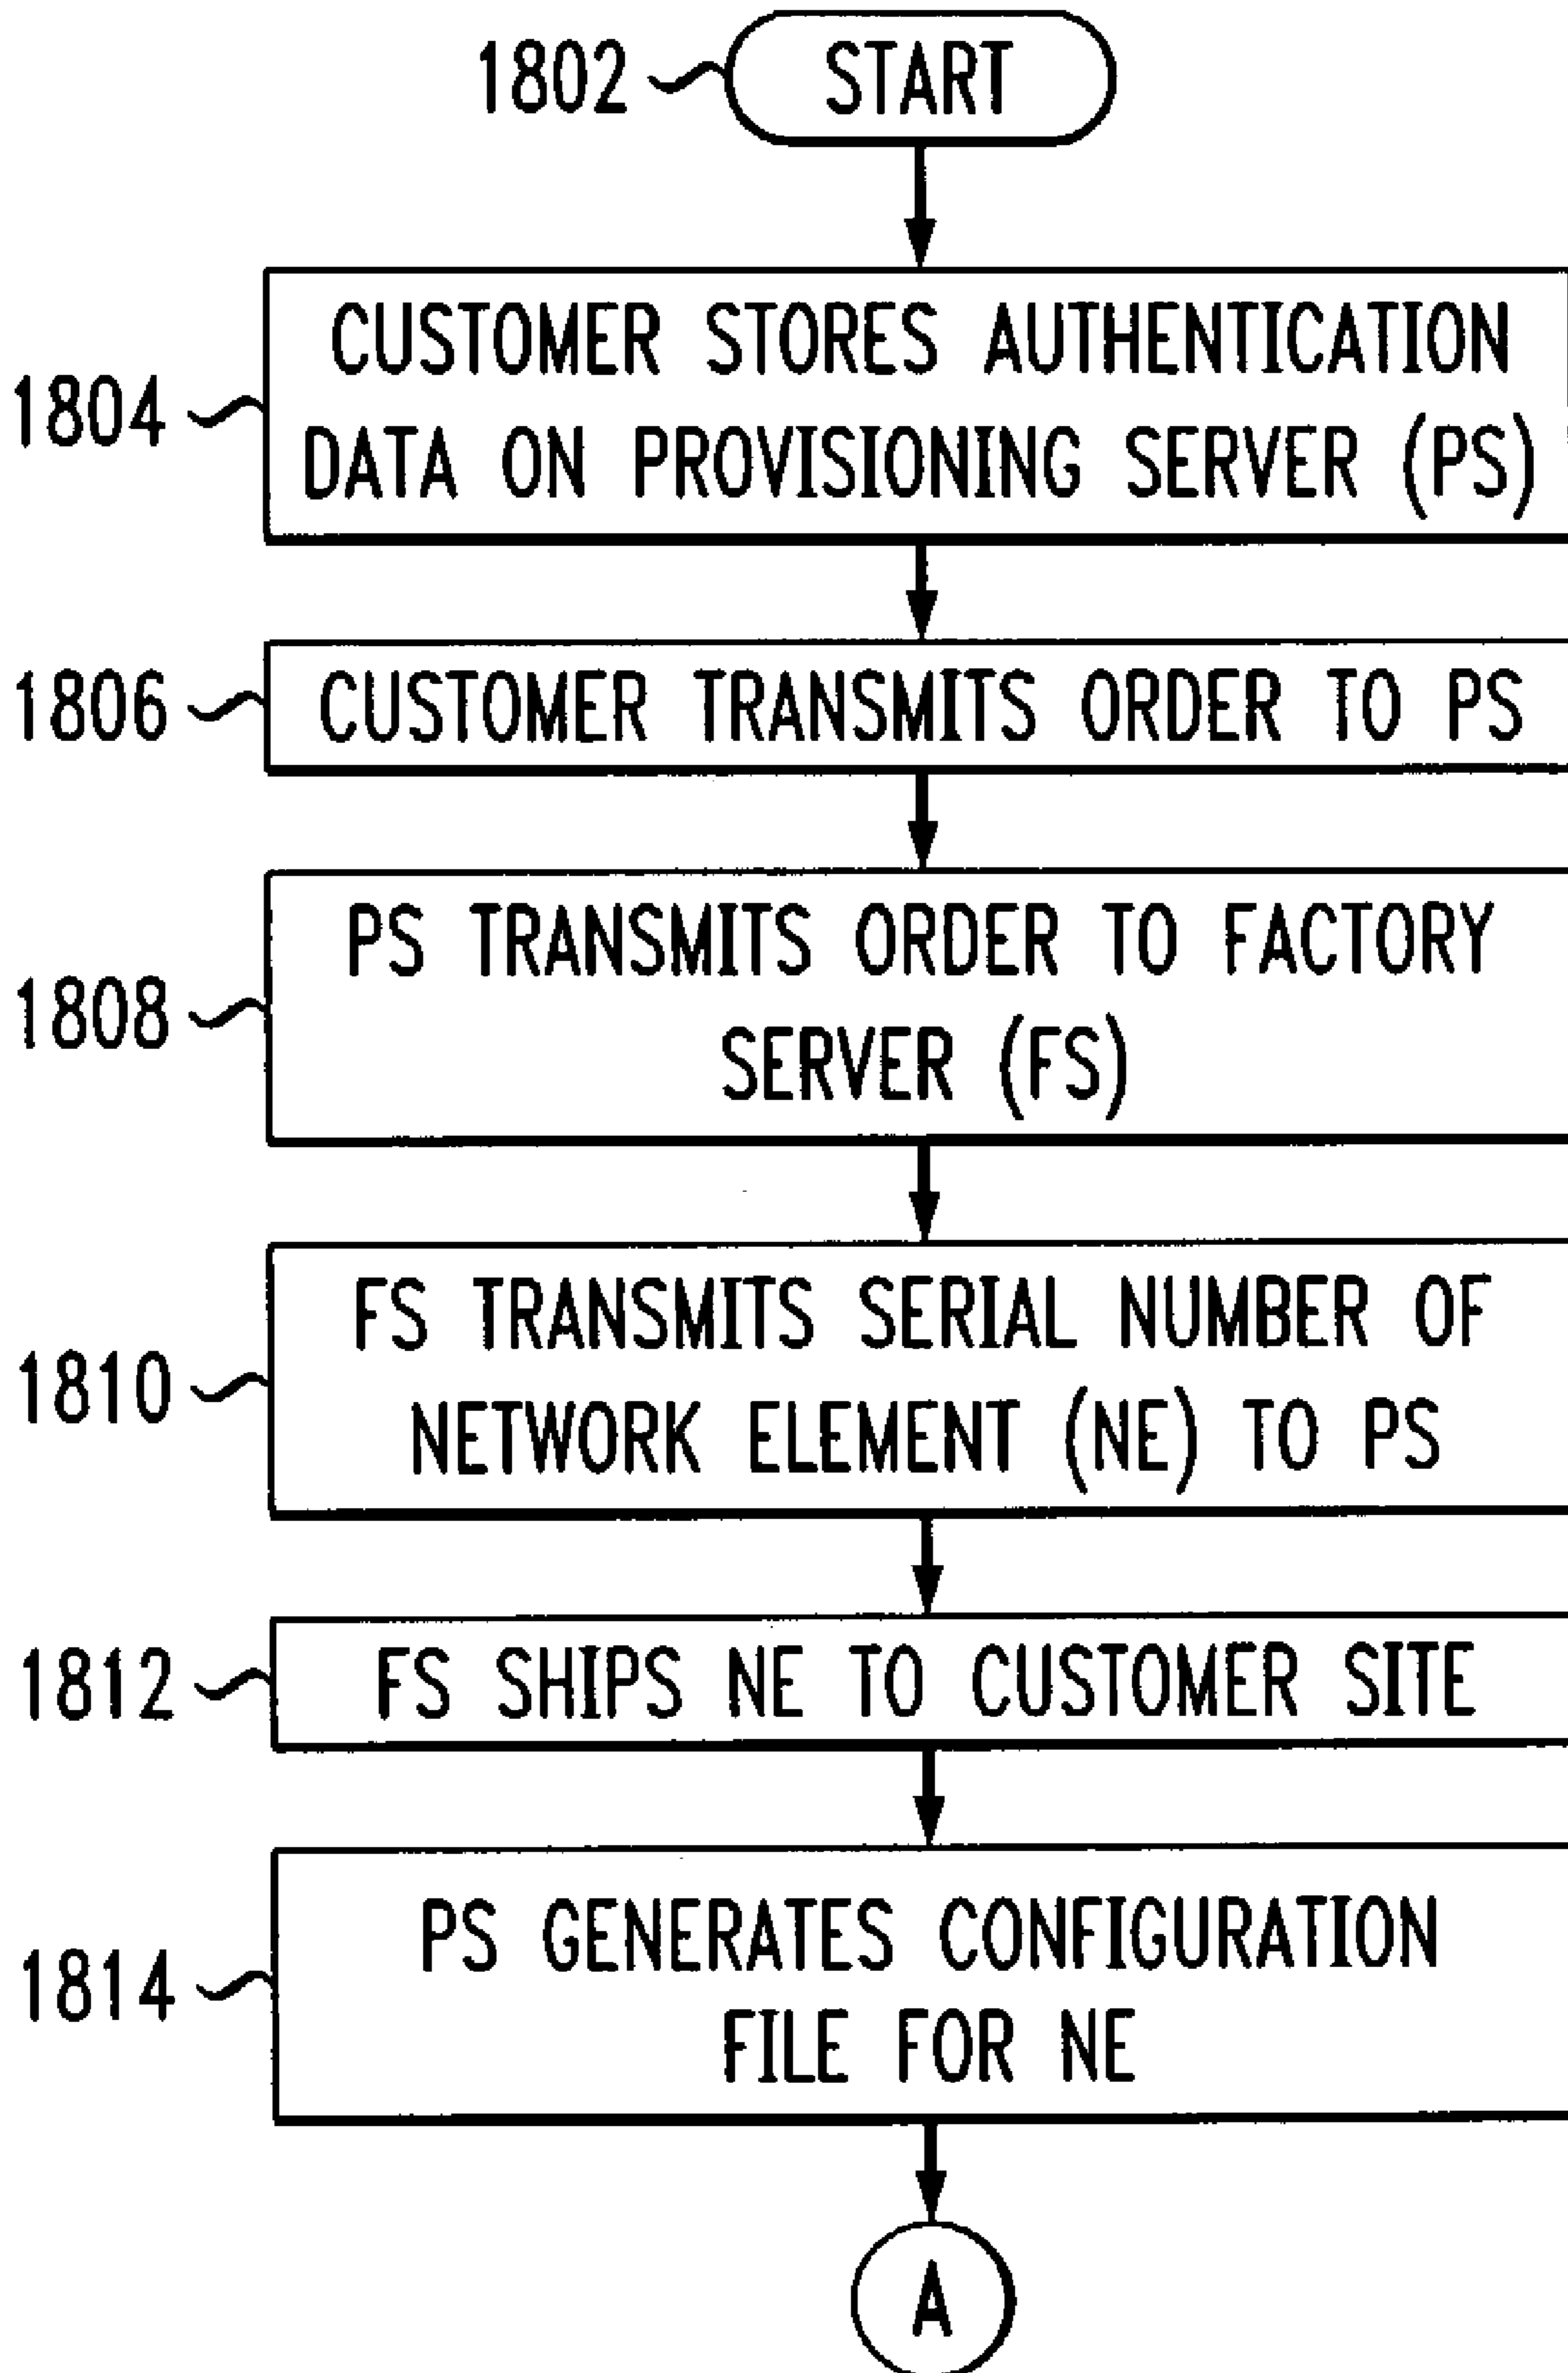 1802 START
CUSTOMER STORES AUTHENTICATION
1804
DATA ON PROVISIONING SERVER (PS)
1806 CUSTOMER TRANSMITS ORDER TO PS
PS TRANSMITS ORDER TO FACTORY
1808
SERVER (FS)
FS TRANSMITS SERIAL NUMBER OF
1810
NETWORK ELEMENT (NE) TO PS
1812 FS SHIPS NE TO CUSTOMER SITE
PS GENERATES CONFIGURATION
1814
FILE FOR NE
A